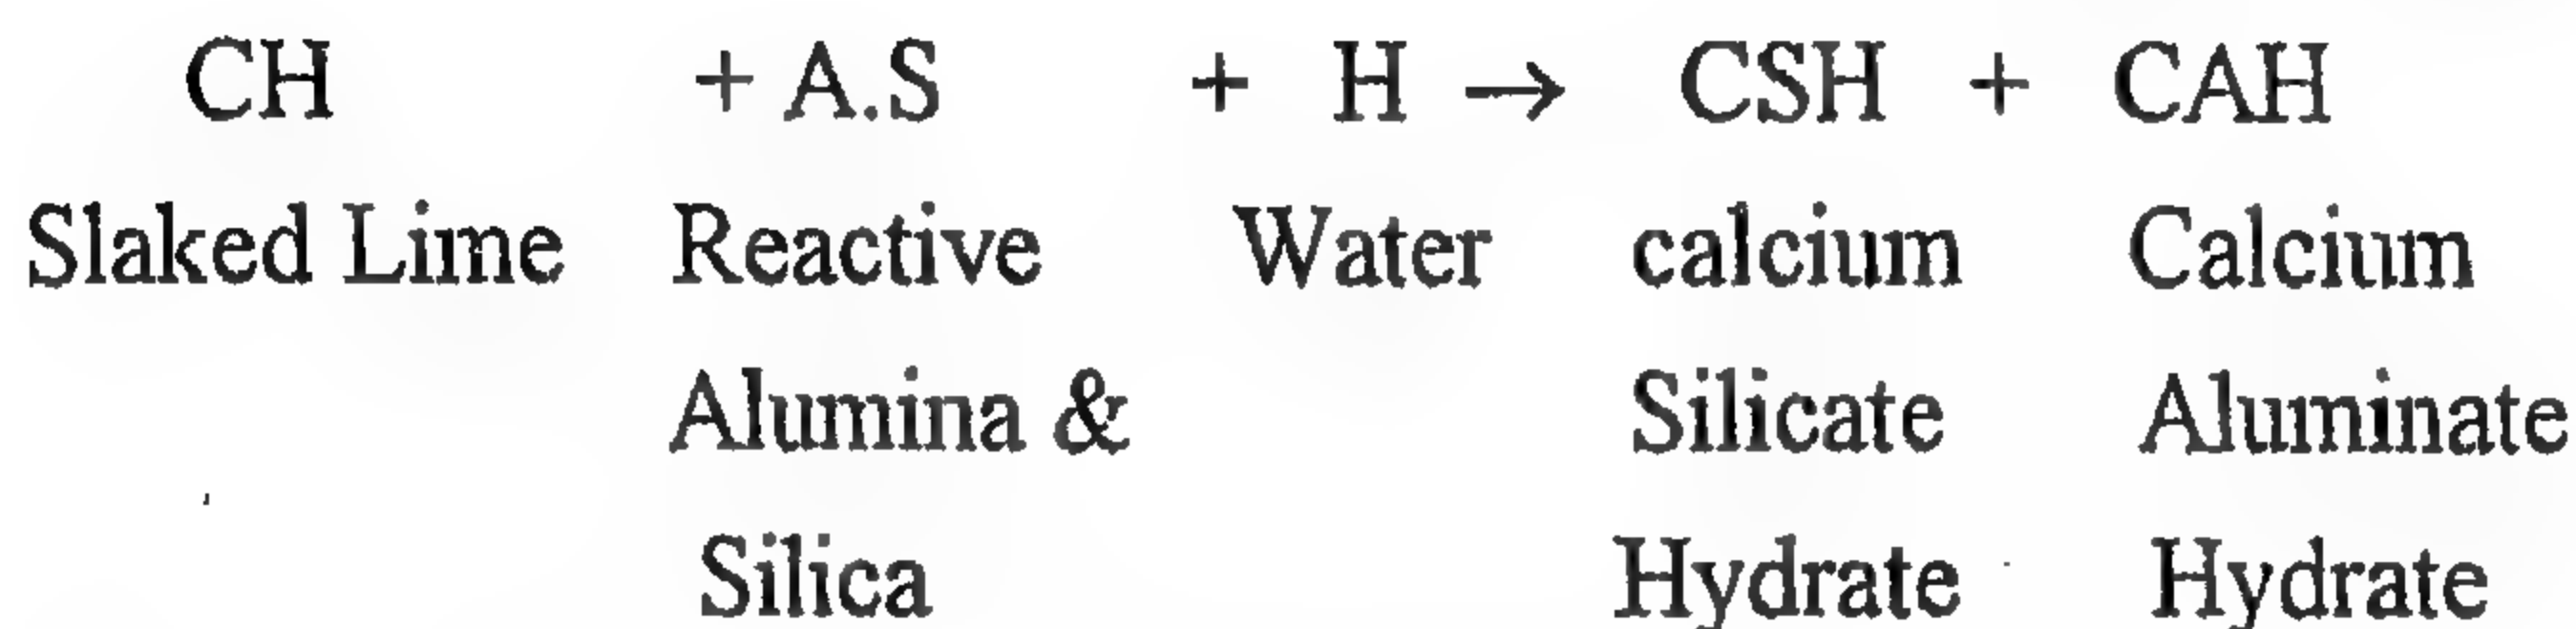 CH + A.S + H → CSH + CAH
Slaked Lime Reactive Water calcium Calcium
Alumina & Silicate Aluminate
Silica Hydrate Hydrate